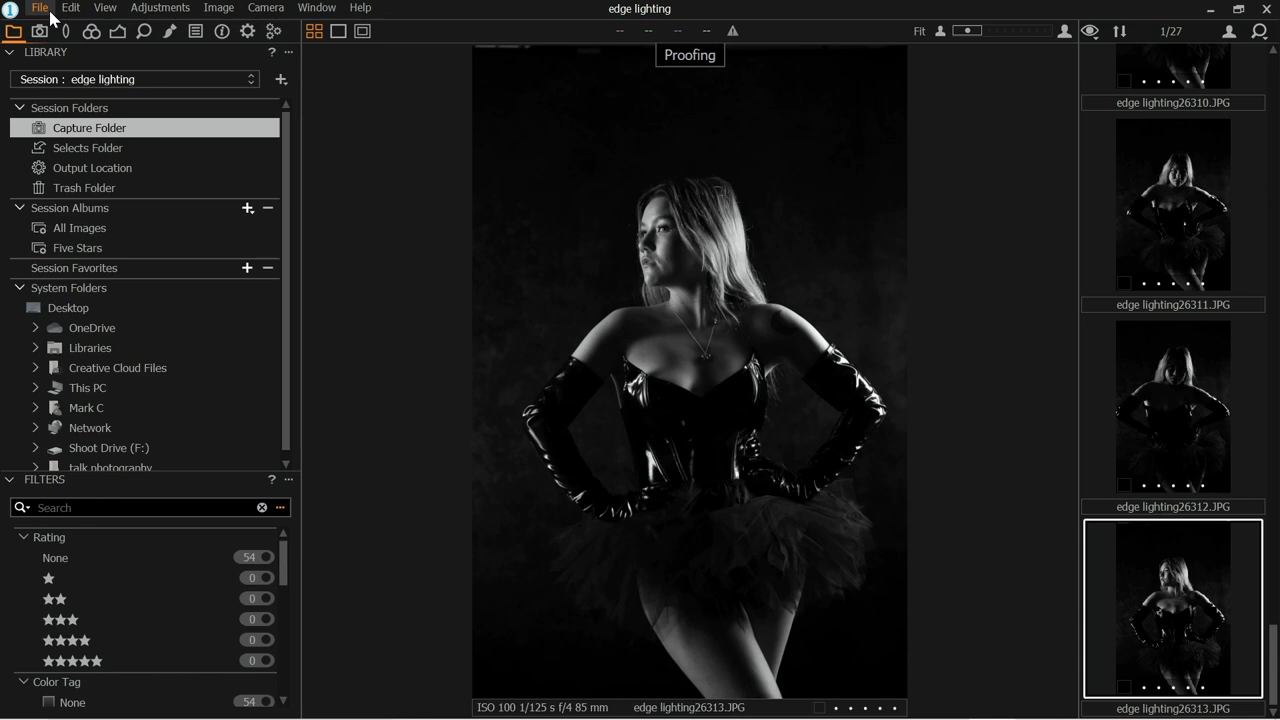 File Edit View Adjustments Image Camera Window Help
edge lighting
-- -- -- --
Fit
1/27
LIBRARY ? ...
Session : edge lighting
Session Folders
Capture Folder
Selects Folder
Output Location
Trash Folder
Session Albums
All Images
Five Stars
Session Favorites
System Folders
Desktop
OneDrive
Libraries
Creative Cloud Files
This PC
Mark C
Network
Shoot Drive (F:)
talk photography
FILTERS ? ...
Search
Rating
None 54
0
0
0
0
0
Color Tag
None 54
Proofing
ISO 100 1/125 s f/4 85 mm edge lighting26313.JPG
edge lighting26310.JPG
edge lighting26311.JPG
edge lighting26312.JPG
edge lighting26313.JPG